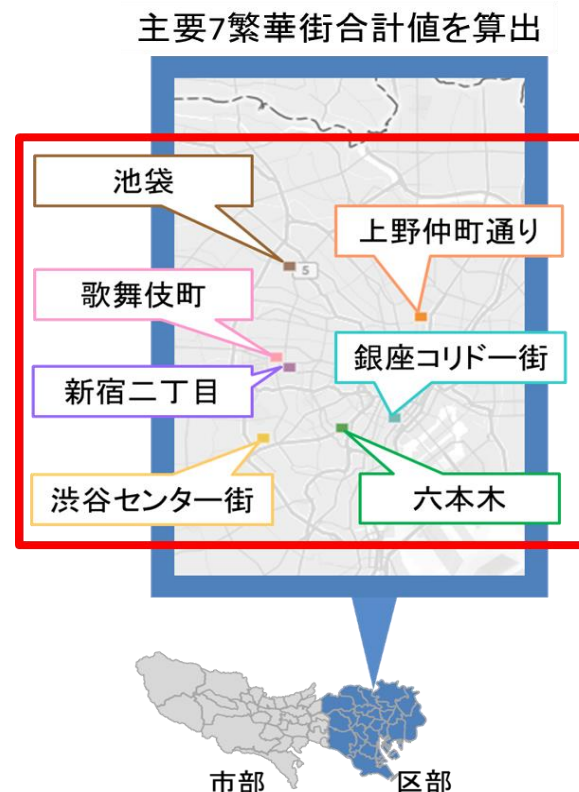 主要7繁華街合計値を算出
池袋
上野仲町通り
5
歌舞伎町
銀座コリドー街
新宿二丁目
渋谷センター街
六本木
市部
区部